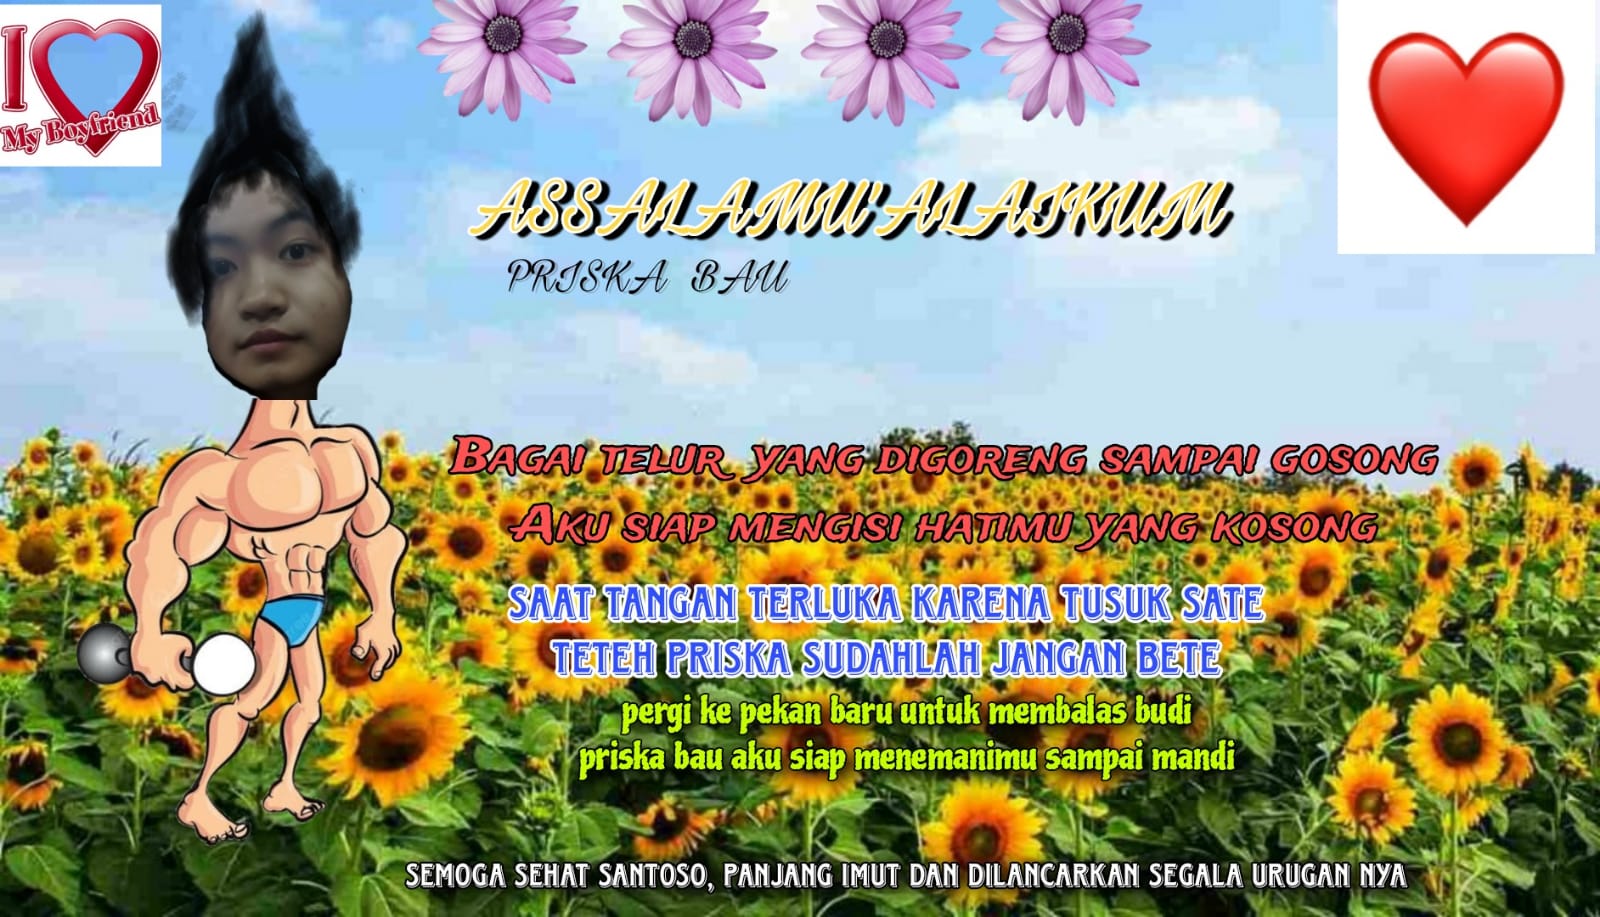 I
My Boyfriend
ASSALAMU'ALAIKUM
PRISKA BAU
BAGAI TELUR YANG DIGORENG SAMPAI GOSONG
AKU SIAP MENGISI HATIMU YANG KOSONG
SAAT TANGAN TERLUKA KARENA TUSUK SATE
TETEH PRISKA SUDAHLAH JANGAN BETE
pergi ke pekan baru untuk membalas budi
priska bau aku siap menemanimu sampai mandi
SEMOGA SEHAT SANTOSO, PANJANG IMUT DAN DILANCARKAN SEGALA URUGAN NYA